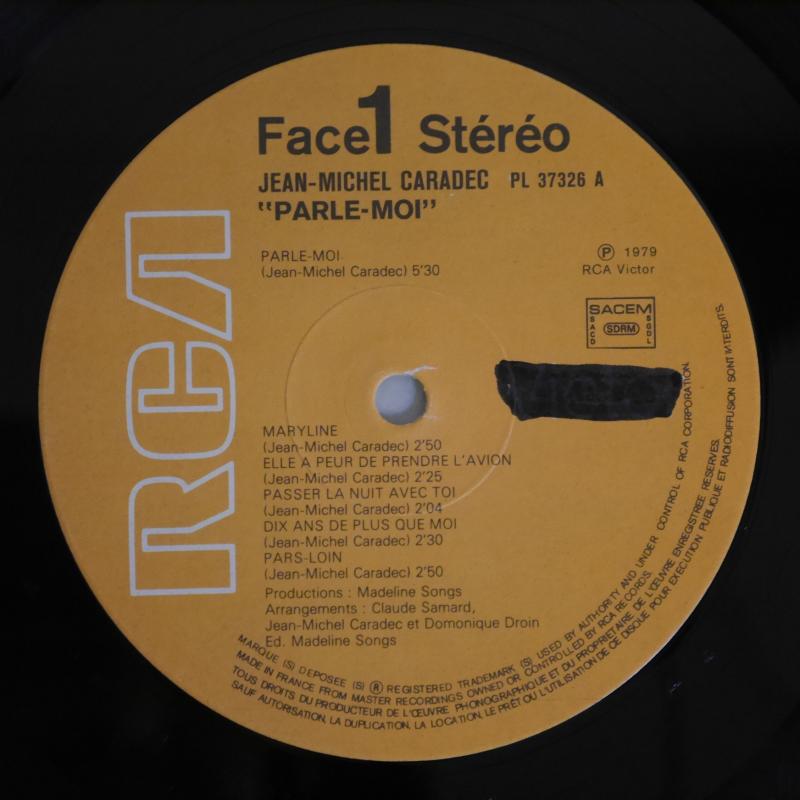 Face 1 Stéréo
JEAN-MICHEL CARADEC PL 37326 A
"PARLE-MOI"
PARLE-MOI
(Jean-Michel Caradec) 5'30
℗ 1979
RCA Victor
SACEM
SACD
SDRM
SGDL
RCA
MARYLINE
(Jean-Michel Caradec) 2'50
ELLE A PEUR DE PRENDRE L'AVION
(Jean-Michel Caradec) 2'25
PASSER LA NUIT AVEC TOI
(Jean-Michel Caradec) 2'04
DIX ANS DE PLUS QUE MOI
(Jean-Michel Caradec) 2'30
PARS-LOIN
(Jean-Michel Caradec) 2'50
Productions : Madeline Songs
Arrangements : Claude Samard,
Jean-Michel Caradec et Domonique Droin
Ed. Madeline Songs
MARQUE (S) DEPOSEE (S) ® REGISTERED TRADEMARK (S) USED BY AUTHORITY AND UNDER CONTROL OF RCA CORPORATION.
MADE IN FRANCE FROM MASTER RECORDINGS OWNED OR CONTROLLED BY RCA RECORDS.
TOUS DROITS DU PRODUCTEUR DE L'ŒUVRE PHONOGRAPHIQUE ET DU PROPRIETAIRE DE L'ŒUVRE ENREGISTREE RESERVES.
SAUF AUTORISATION, LA DUPLICATION, LA LOCATION, LE PRÊT OU L'UTILISATION DE CE DISQUE POUR EXECUTION PUBLIQUE ET RADIODIFFUSION SONT INTERDITS.